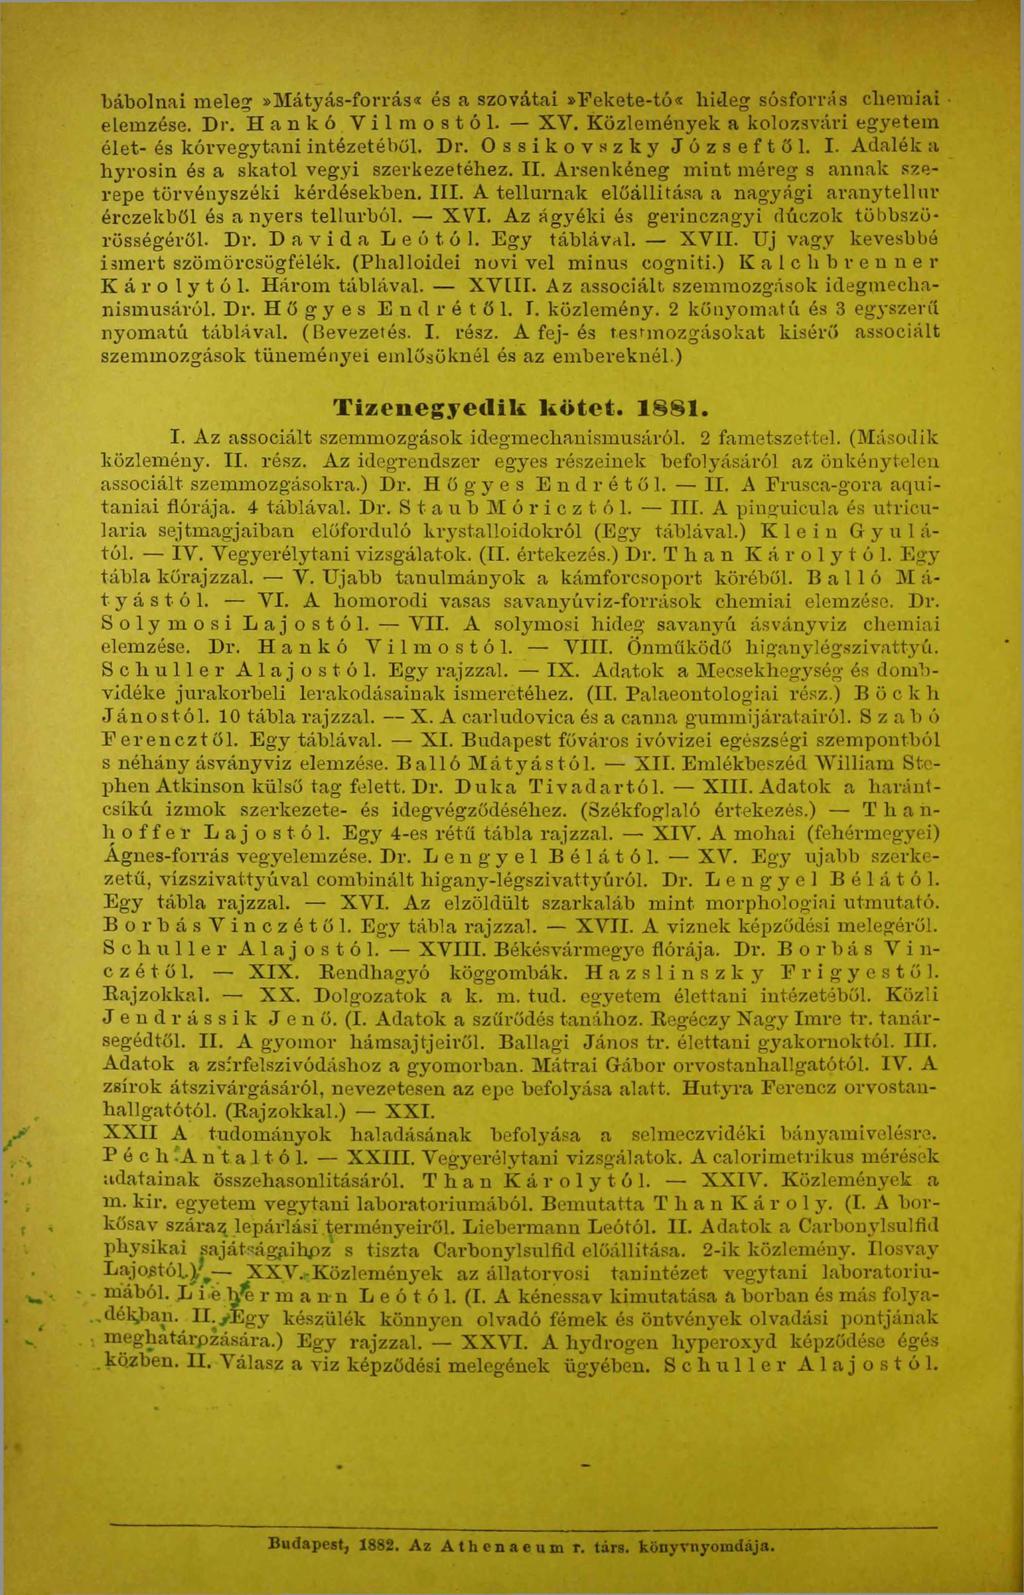 bábolnai meleg »Mátyás-forrás« és a szovátai »Fekete-tó« hideg sósforrás chemiai
elemzése. Dr. Hankó Vilmostól. — XV. Közlemények a kolozsvári egyetem
élet- és kórvegytani intézetéből. Dr. Ossikovszky Józseftől. I. Adalék a
hyrosin és a skatol vegyi szerkezetéhez. II. Arsenkéneg mint méreg s annak sze-
repe törvényszéki kérdésekben. III. A tellurnak előállitása a nagyági aranytellur
érczekből és a nyers tellurból. — XVI. Az ágyéki és gerinczagyi dúczok többszö-
rösségéről. Dr. Davida Leótól. Egy táblával. — XVII. Uj vagy kevesbbé
ismert szömörcsögfélék. (Phalloidei novi vel minus cogniti.) Kalchbrenner
Károlytól. Három táblával. — XVIII. Az associált szemmozgások idegmecha-
nismusáról. Dr. Hőgyes Endrétől. I. közlemény. 2 kőnyomatú és 3 egyszerű
nyomatú táblával. (Bevezetés. I. rész. A fej- és testmozgásokat kisérő associált
szemmozgások tüneményei emlősöknél és az embereknél.)
Tizenegyedik kötet. 1881.
I. Az associált szemmozgások idegmechanismusáról. 2 fametszettel. (Második
közlemény. II. rész. Az idegrendszer egyes részeinek befolyásáról az önkénytelen
associált szemmozgásokra.) Dr. Hőgyes Endrétől. — II. A Frusca-gora aqui-
taniai flórája. 4 táblával. Dr. Staub Móricztól. — III. A pinguicula és utricu-
laria sejtmagjaiban előforduló krystalloidokról (Egy táblával.) Klein Gyulá-
tól. — IV. Vegyerélytani vizsgálatok. (II. értekezés.) Dr. Than Károlytól. Egy
tábla kőrajzzal. — V. Ujabb tanulmányok a kámforcsoport köréből. Balló Má-
tyástól. — VI. A homorodi vasas savanyúviz-források chemiai elemzése. Dr.
Solymosi Lajostól. — VII. A solymosi hideg savanyú ásványviz chemiai
elemzése. Dr. Hankó Vilmostól. — VIII. Önműködő higanylégszivattyú.
Schuller Alajostól. Egy rajzzal. — IX. Adatok a Mecsekhegység és domb-
vidéke jurakorbeli lerakodásainak ismeretéhez. (II. Palaeontologiai rész.) Böckh
Jánostól. 10 tábla rajzzal. — X. A carludovica és a canna gummijáratairól. Szabó
Ferencztől. Egy táblával. — XI. Budapest főváros ivóvizei egészségi szempontból
s néhány ásványviz elemzése. Balló Mátyástól. — XII. Emlékbeszéd William Ste-
phen Atkinson külső tag felett. Dr. Duka Tivadartól. — XIII. Adatok a haránt-
csíkú izmok szerkezete- és idegvégződéséhez. (Székfoglaló értekezés.) — Than-
hoffer Lajostól. Egy 4-es rétű tábla rajzzal. — XIV. A mohai (fehérmegyei)
Ágnes-forrás vegyelemzése. Dr. Lengyel Bélától. — XV. Egy ujabb szerke-
zetű, vízszivattyúval combinált higany-légszivattyúról. Dr. Lengyel Bélától.
Egy tábla rajzzal. — XVI. Az elzöldült szarkaláb mint morphologiai utmutató.
Borbás Vinczétől. Egy tábla rajzzal. — XVII. A viznek képződési melegéről.
Schuller Alajostól. — XVIII. Békésvármegye flórája. Dr. Borbás Vin-
czétől. — XIX. Rendhagyó köggombák. Hazslinszky Frigyestől.
Rajzokkal. — XX. Dolgozatok a k. m. tud. egyetem élettani intézetéből. Közli
Jendrássik Jenő. (I. Adatok a szűrődés tanához. Regéczy Nagy Imre tr. tanár-
segédtől. II. A gyomor hámsajtjeiről. Ballagi János tr. élettani gyakornoktól. III.
Adatok a zsírfelszivódáshoz a gyomorban. Mátrai Gábor orvostanhallgatótól. IV. A
zsírok átszivárgásáról, nevezetesen az epe befolyása alatt. Hutyra Ferencz orvostan-
hallgatótól. (Rajzokkal.) — XXI.
XXII A tudományok haladásának befolyása a selmeczvidéki bányamivelésre.
Péch Antaltól. — XXIII. Vegyerélytani vizsgálatok. A calorimetrikus mérések
adatainak összehasonlitásáról. Than Károlytól. — XXIV. Közlemények a
m. kir. egyetem vegytani laboratoriumából. Bemutatta Than Károly. (I. A bor-
kősav száraz lepárlási terményeiről. Liebermann Leótól. II. Adatok a Carbonylsulfid
physikai sajátságaihoz s tiszta Carbonylsulfid előállitása. 2-ik közlemény. Ilosvay
Lajostól.) — XXV. Közlemények az állatorvosi tanintézet vegytani laboratoriu-
mából. Liebermann Leótól. (I. A kénessav kimutatása a borban és más folya-
dékban. II. Egy készülék könnyen olvadó fémek és öntvények olvadási pontjának
meghatározására.) Egy rajzzal. — XXVI. A hydrogen hyperoxyd képződése égés
közben. II. Válasz a viz képződési melegének ügyében. Schuller Alajostól.
Budapest, 1882. Az Athenaeum r. társ. könyvnyomdája.